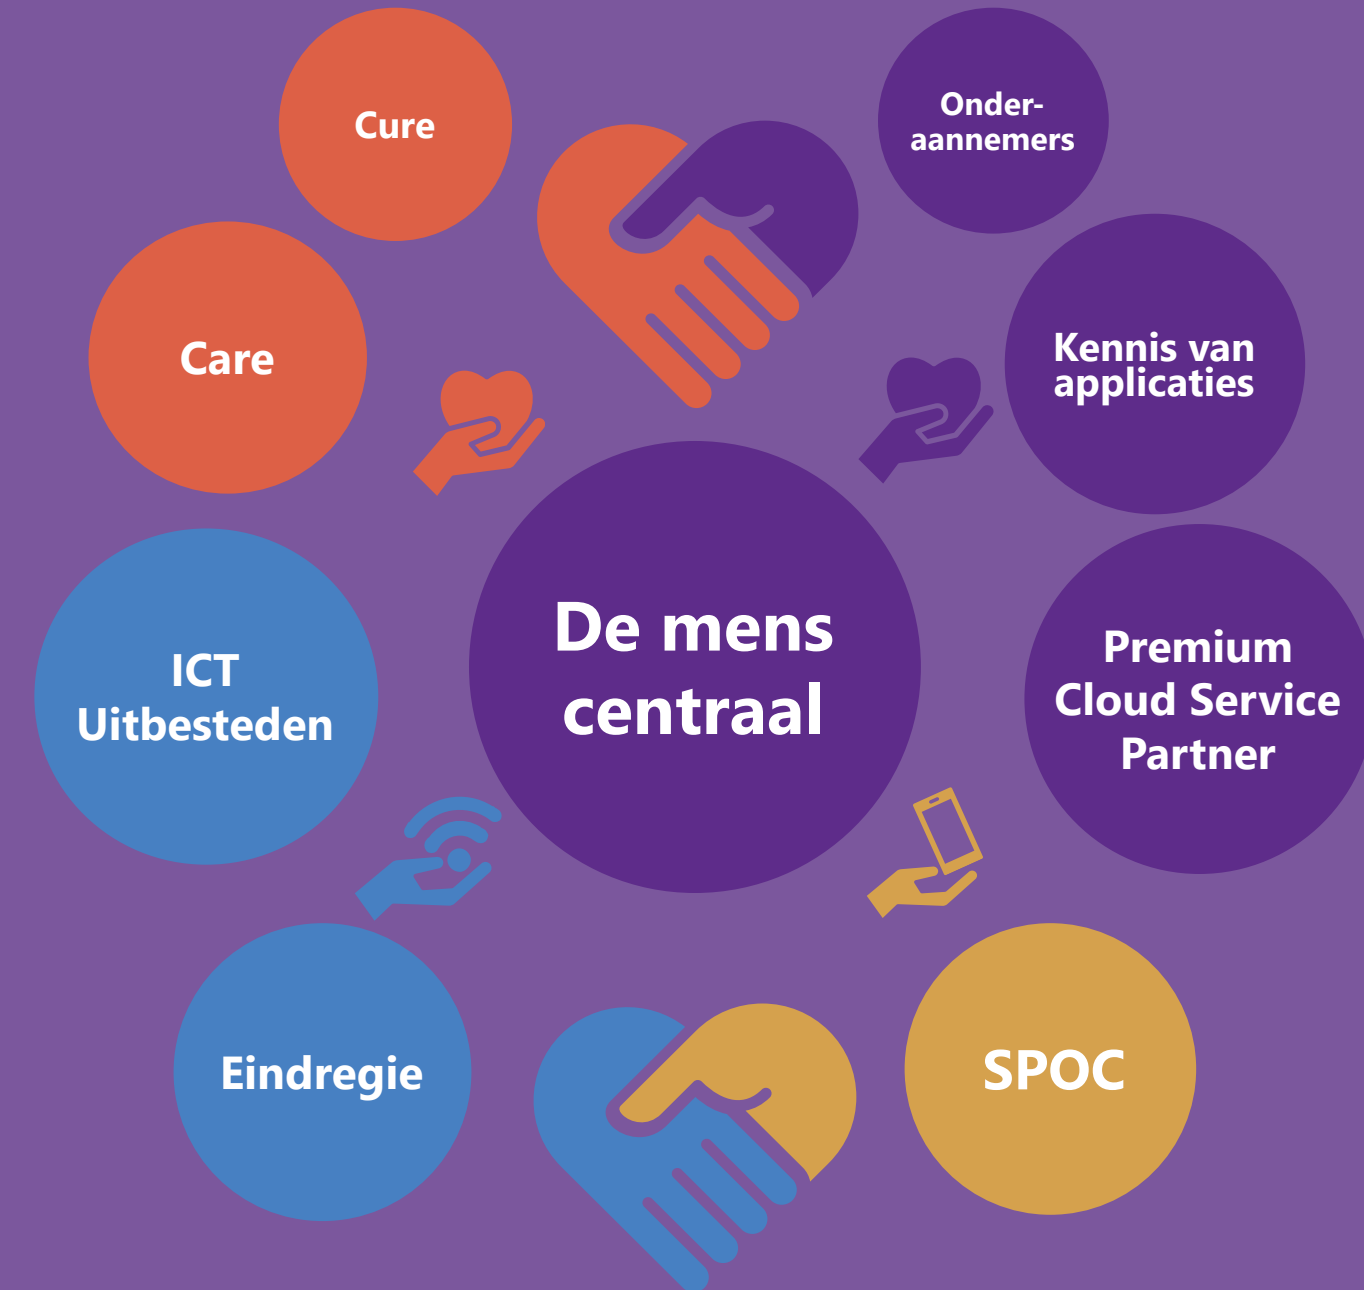 Cure
Onder-
aannemers
Care
Kennis van
applicaties
De mens
centraal
ICT
Uitbesteden
Premium
Cloud Service
Partner
Eindregie
SPOC